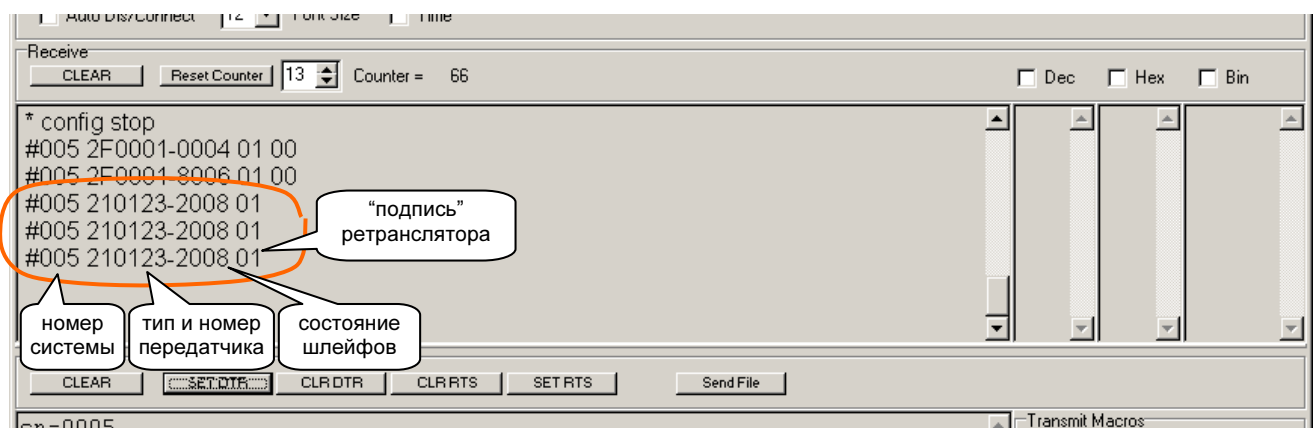 Auto Dis/Connect 12 Font Size Time
Receive
CLEAR Reset Counter 13 Counter = 66 Dec Hex Bin
* config stop
#005 2F0001-0004 01 00
#005 2F0001-8006 01 00
#005 210123-2008 01
#005 210123-2008 01
#005 210123-2008 01
“подпись”
ретранслятора
номер
системы
тип и номер
передатчика
состояние
шлейфов
CLEAR SET DTR CLR DTR CLR RTS SET RTS Send File
sn=0005
Transmit Macros